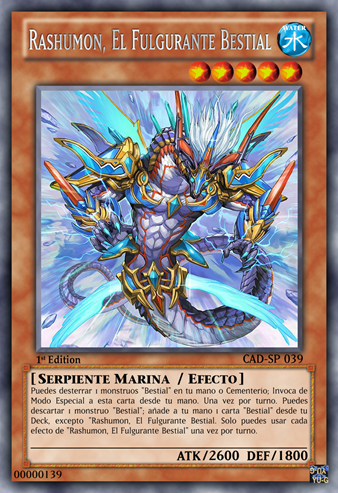 Rashumon, El Fulgurante Bestial
WATER
水
1st Edition
CAD-SP 039
[ Serpiente Marina / Efecto ]
Puedes desterrar 1 monstruos "Bestial" en tu mano o Cementerio; Invoca de
Modo Especial a esta carta desde tu mano. Una vez por turno. Puedes
descartar 1 monstruo "Bestial"; añade a tu mano 1 carta "Bestial" desde tu
Deck, excepto "Rashumon, El Fulgurante Bestial. Solo puedes usar cada
efecto de "Rashumon, El Fulgurante Bestial" una vez por turno.
ATK/2600 DEF/1800
00000139